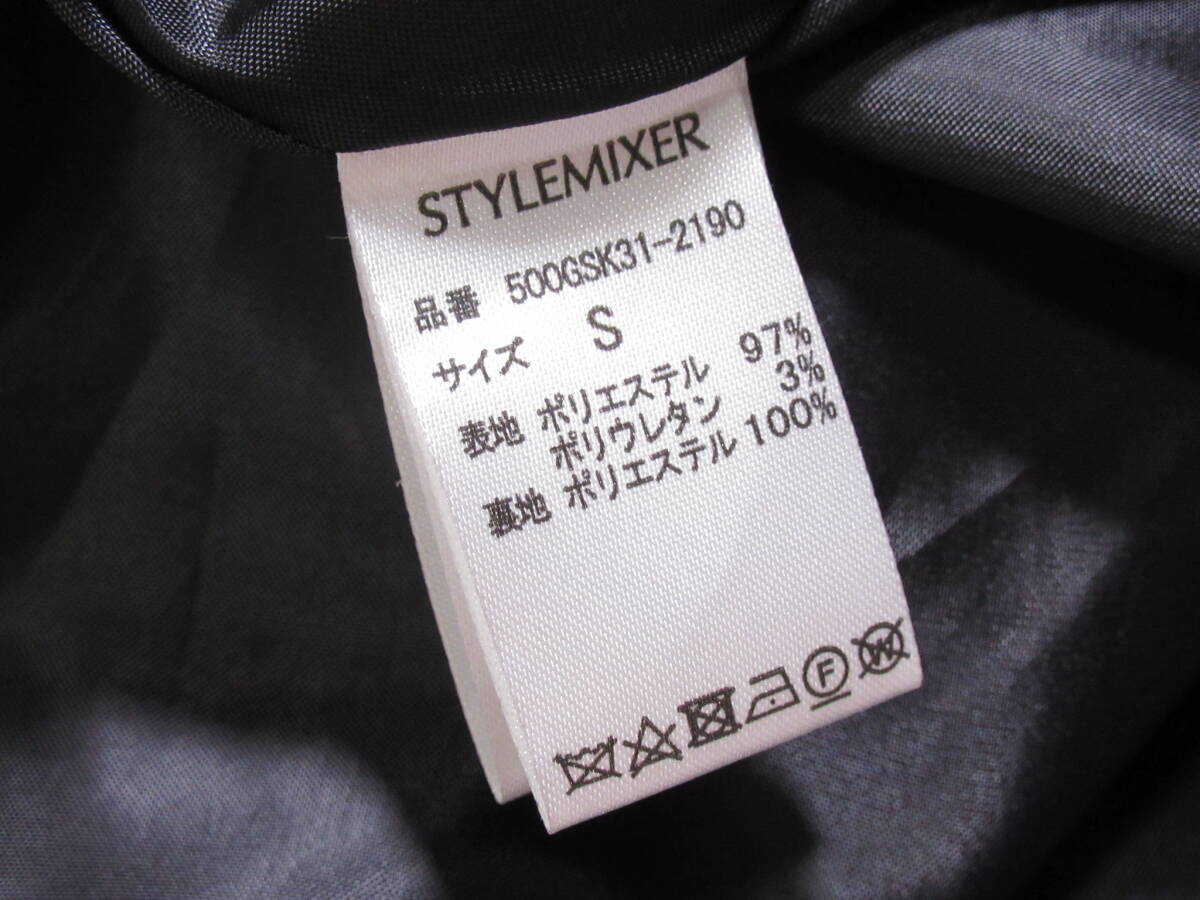 STYLEMIXER
品番 500GSK31-2190
サイズ S
表地 ポリエステル 97%
ポリウレタン 3%
裏地 ポリエステル 100%
F W